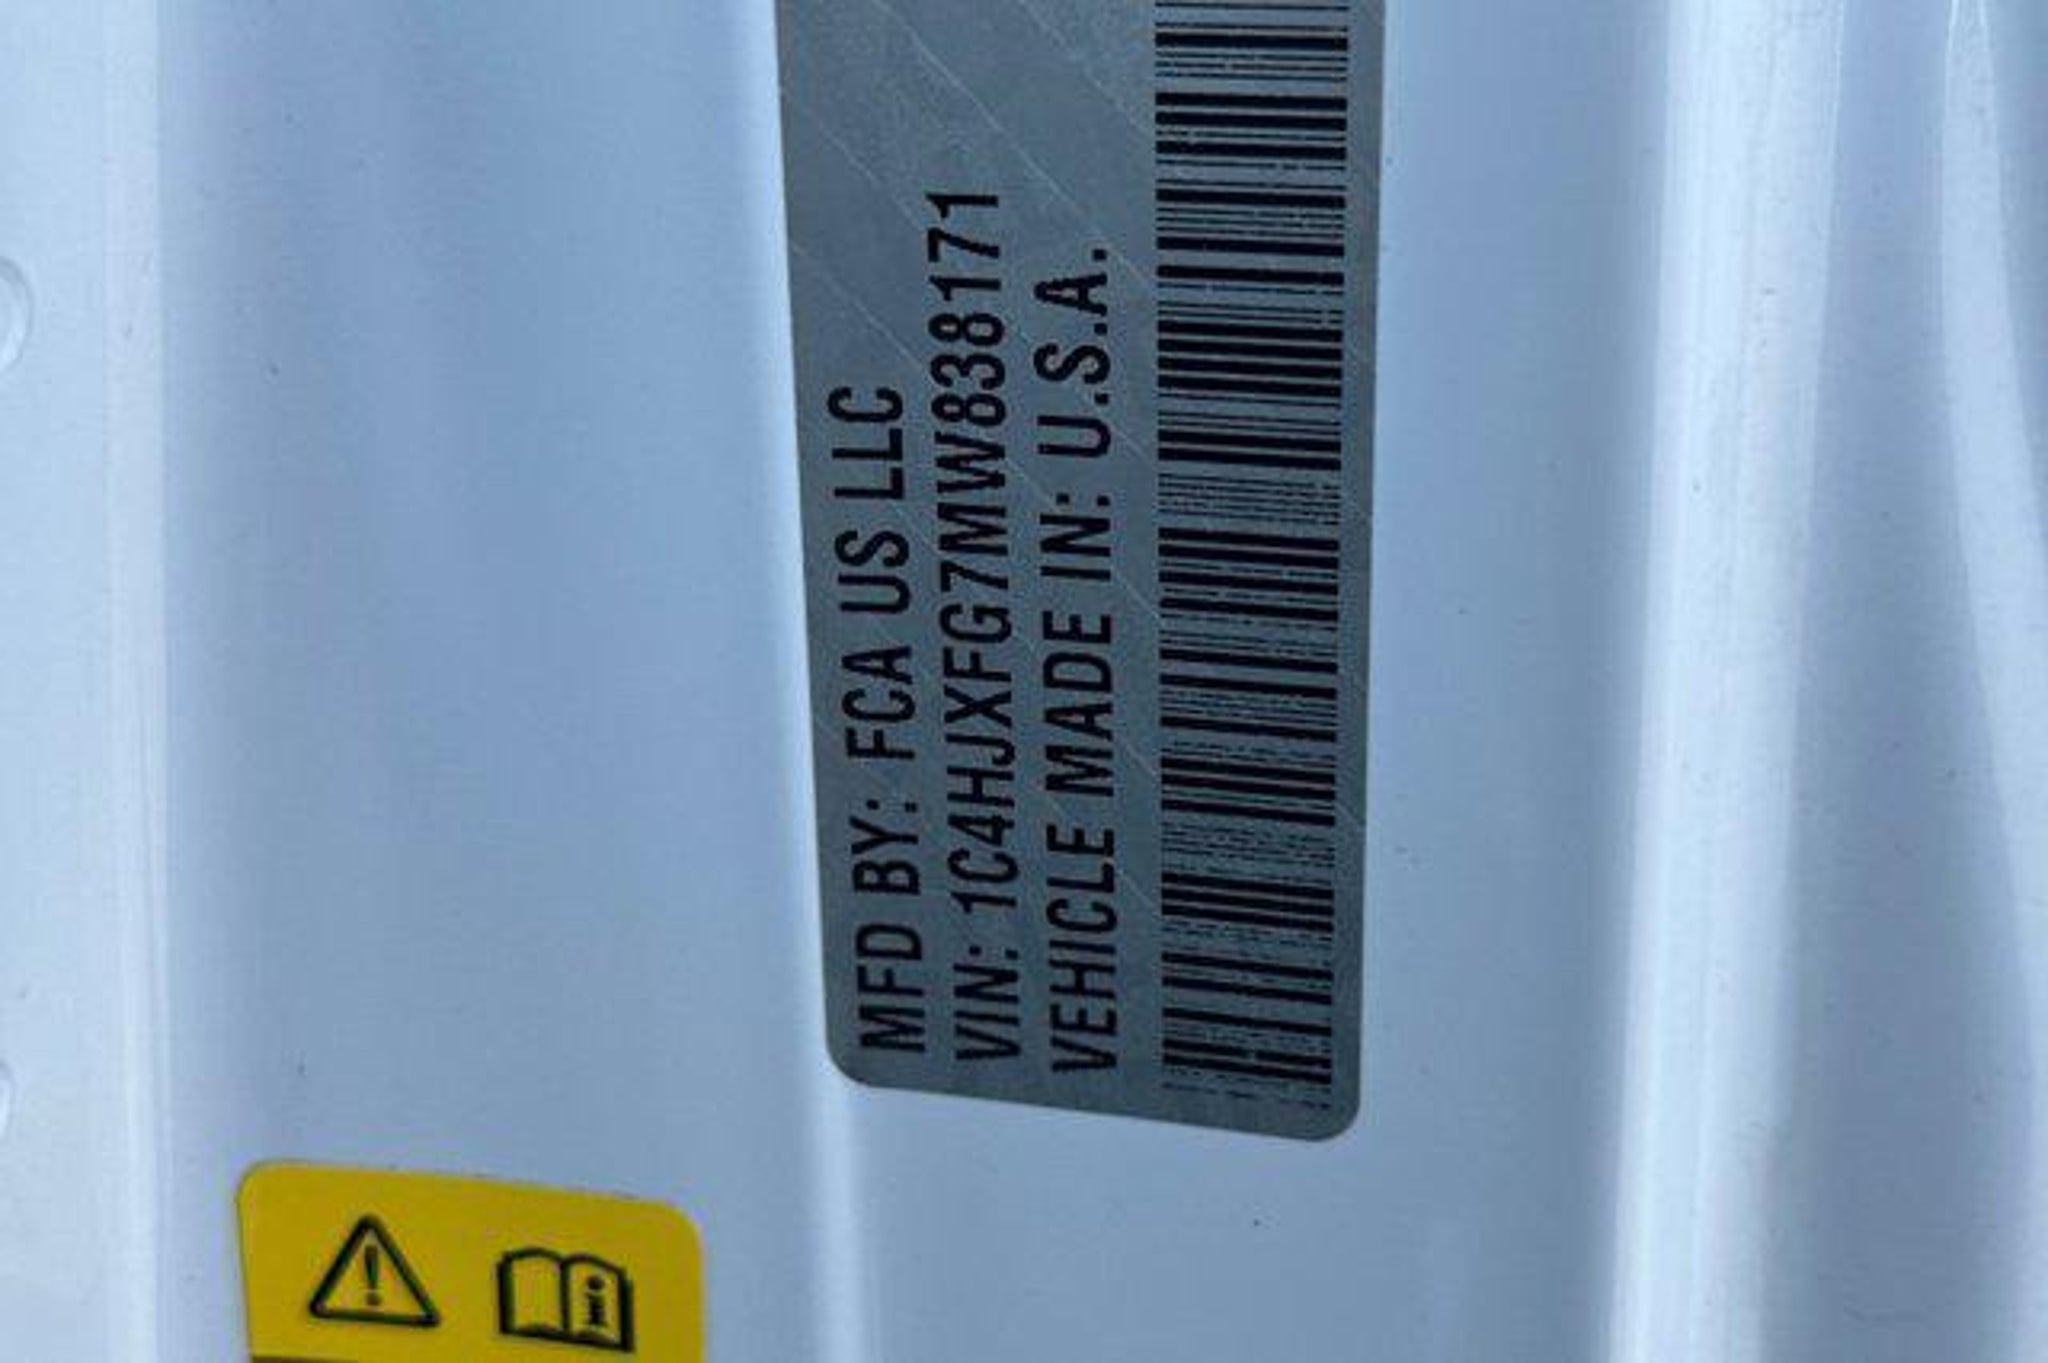 MFD BY: FCA US LLC
VIN: 1C4HJXFG7MW838171
VEHICLE MADE IN: U.S.A.